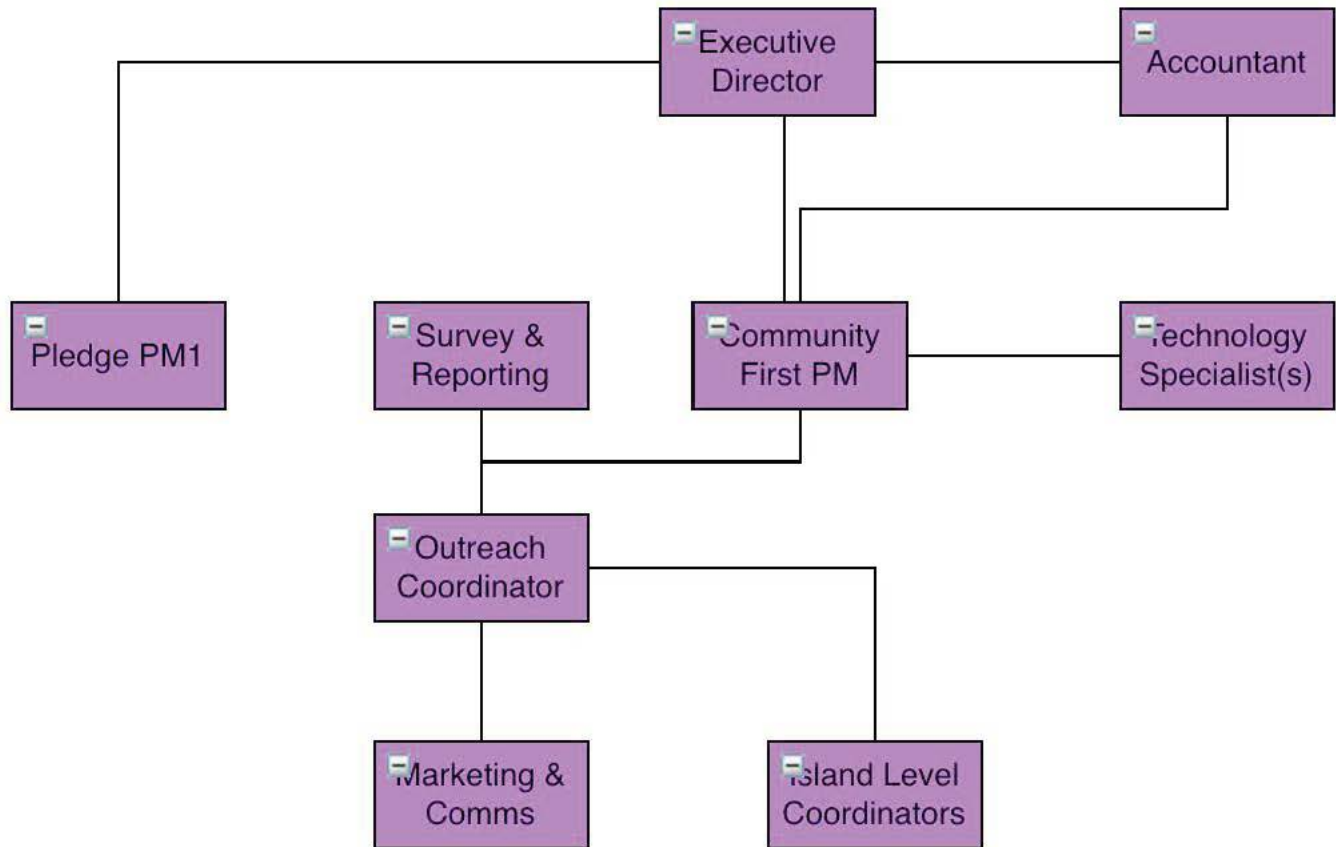 Executive
Director
Accountant
Pledge PM1
Survey &
Reporting
Community
First PM
Technology
Specialist(s)
Outreach
Coordinator
Marketing &
Comms
Island Level
Coordinators